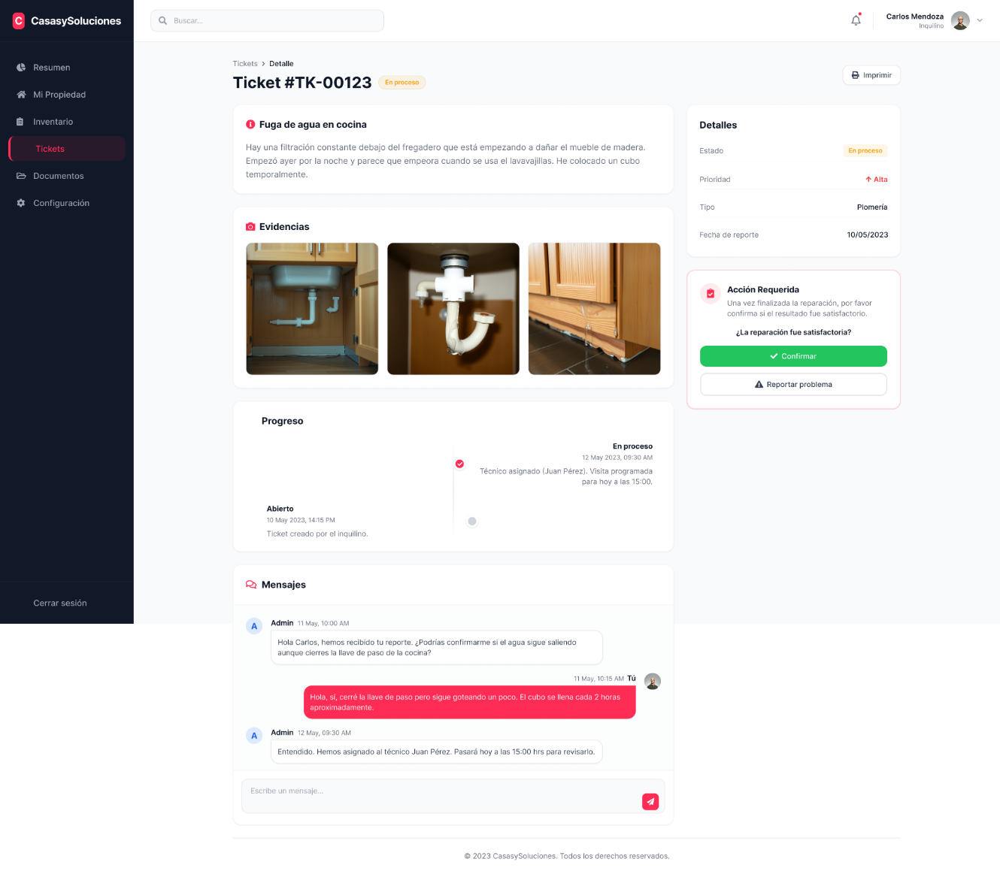 C CasasySoluciones
Buscar...
Carlos Mendoza
Inquilino
Resumen
Mi Propiedad
Inventario
Tickets
Documentos
Configuración
Cerrar sesión
Tickets > Detalle
Ticket #TK-00123 En proceso
Imprimir
Fuga de agua en cocina
Hay una filtración constante debajo del fregadero que está empezando a dañar el mueble de madera.
Empezó ayer por la noche y parece que empeora cuando se usa el lavavajillas. He colocado un cubo
temporalmente.
Evidencias
Progreso
En proceso
12 May 2023, 09:30 AM
Técnico asignado (Juan Pérez). Visita programada
para hoy a las 15:00.
Abierto
10 May 2023, 14:15 PM
Ticket creado por el inquilino.
Mensajes
A
Admin 11 May, 10:00 AM
Hola Carlos, hemos recibido tu reporte. ¿Podrías confirmarme si el agua sigue saliendo
aunque cierres la llave de paso de la cocina?
11 May, 10:15 AM Tú
Hola, sí, cerré la llave de paso pero sigue goteando un poco. El cubo se llena cada 2 horas
aproximadamente.
A
Admin 12 May, 09:30 AM
Entendido. Hemos asignado al técnico Juan Pérez. Pasará hoy a las 15:00 hrs para revisarlo.
Escribe un mensaje...
Detalles
Estado En proceso
Prioridad Alta
Tipo Plomería
Fecha de reporte 10/05/2023
Acción Requerida
Una vez finalizada la reparación, por favor
confirma si el resultado fue satisfactorio.
¿La reparación fue satisfactoria?
Confirmar
Reportar problema
© 2023 CasasySoluciones. Todos los derechos reservados.